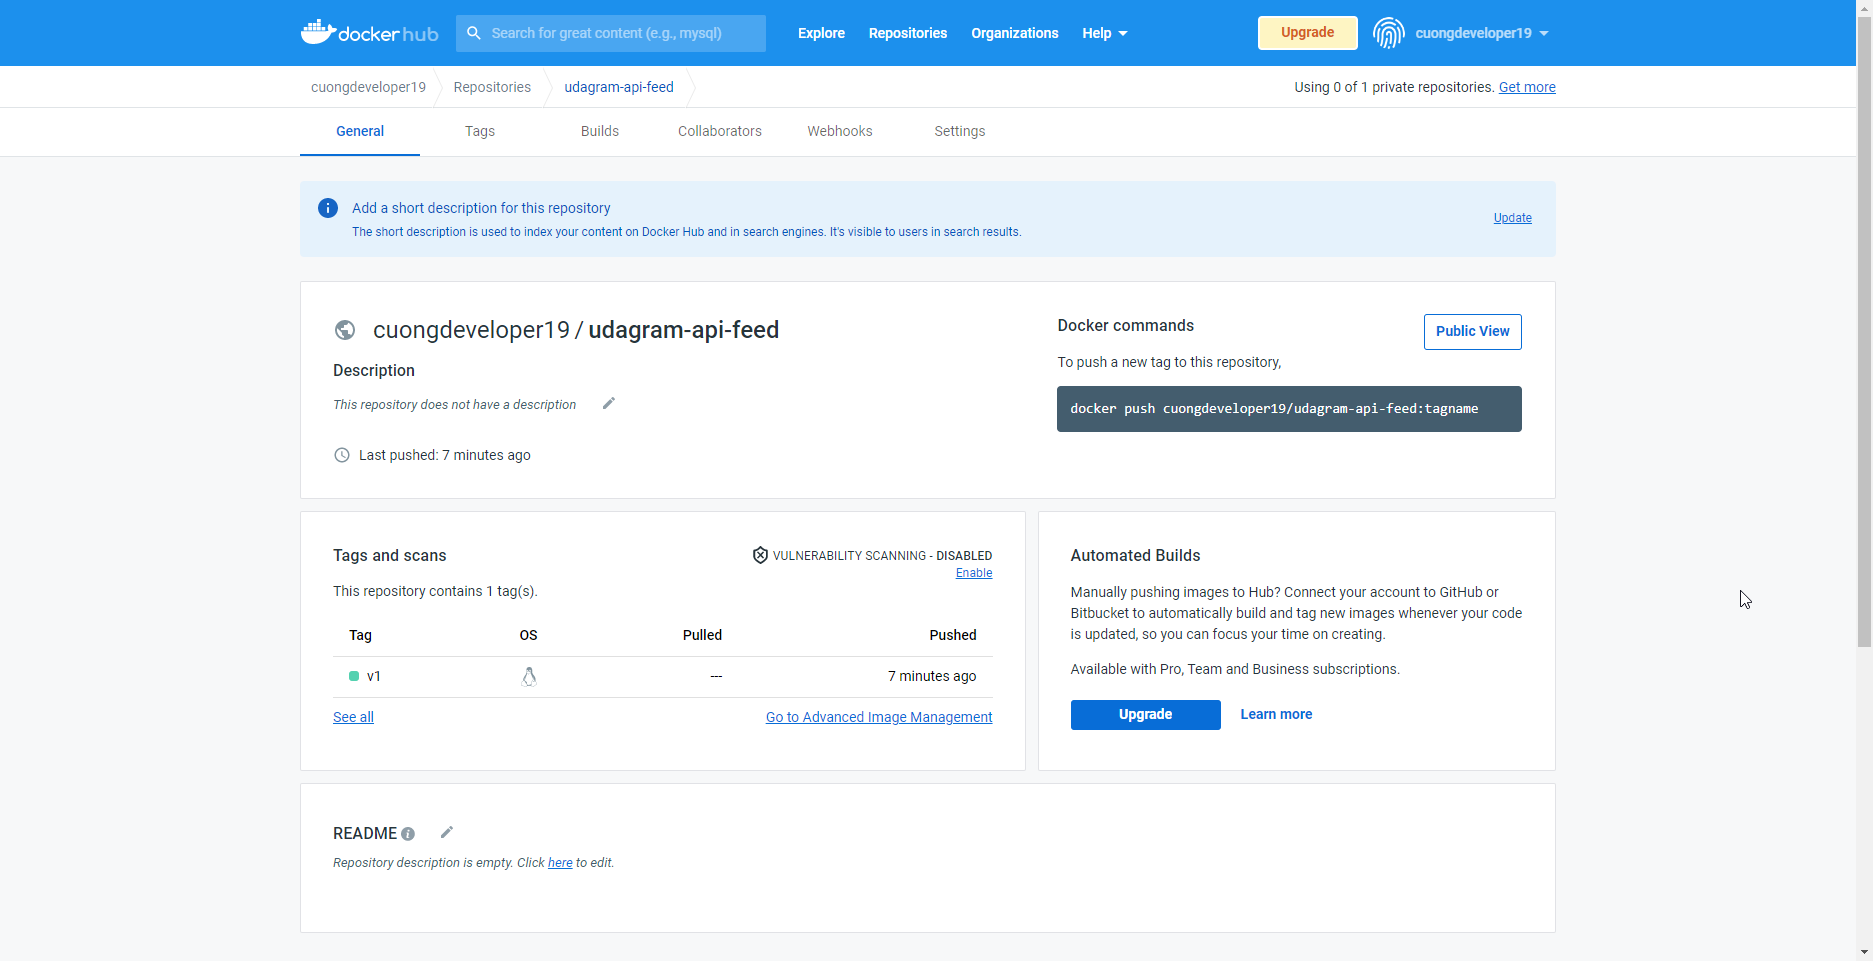 docker hub
Search for great content (e.g., mysql)
Explore
Repositories
Organizations
Help
Upgrade
cuongdeveloper19
cuongdeveloper19
Repositories
udagram-api-feed
Using 0 of 1 private repositories. Get more
General
Tags
Builds
Collaborators
Webhooks
Settings
Add a short description for this repository
The short description is used to index your content on Docker Hub and in search engines. It's visible to users in search results.
Update
cuongdeveloper19 / udagram-api-feed
Description
This repository does not have a description
Last pushed: 7 minutes ago
Docker commands
Public View
To push a new tag to this repository,
docker push cuongdeveloper19/udagram-api-feed:tagname
Tags and scans
VULNERABILITY SCANNING - DISABLED
Enable
This repository contains 1 tag(s).
Tag OS Pulled Pushed
v1 --- 7 minutes ago
See all
Go to Advanced Image Management
Automated Builds
Manually pushing images to Hub? Connect your account to GitHub or
Bitbucket to automatically build and tag new images whenever your code
is updated, so you can focus your time on creating.
Available with Pro, Team and Business subscriptions.
Upgrade
Learn more
README
Repository description is empty. Click here to edit.